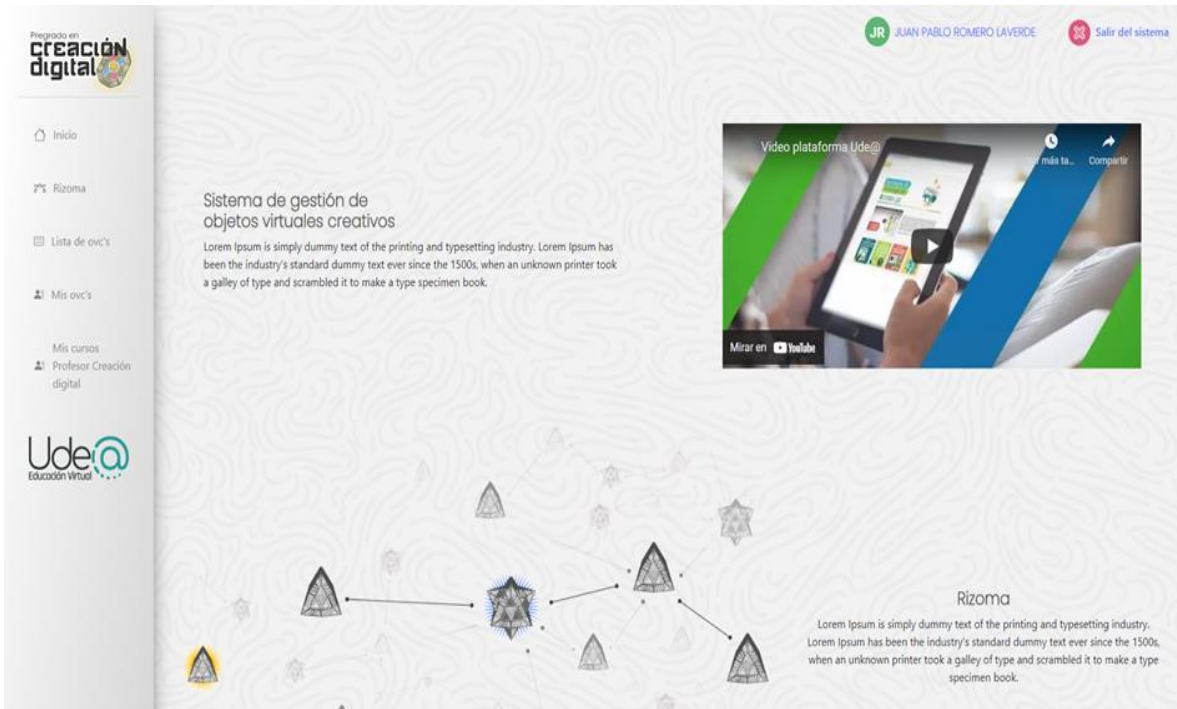 Pregrado en
creación
digital
Inicio
Rizoma
Lista de ovc's
Mis ovc's
Mis cursos
Profesor Creación
digital
Ude@
Educación Virtual
JR JUAN PABLO ROMERO LAVERDE
Salir del sistema
Sistema de gestión de
objetos virtuales creativos
Lorem Ipsum is simply dummy text of the printing and typesetting industry. Lorem Ipsum has
been the industry's standard dummy text ever since the 1500s, when an unknown printer took
a galley of type and scrambled it to make a type specimen book.
Video plataforma Ude@
r más ta... Compartir
Mirar en YouTube
Rizoma
Lorem Ipsum is simply dummy text of the printing and typesetting industry.
Lorem Ipsum has been the industry's standard dummy text ever since the 1500s,
when an unknown printer took a galley of type and scrambled it to make a type
specimen book.